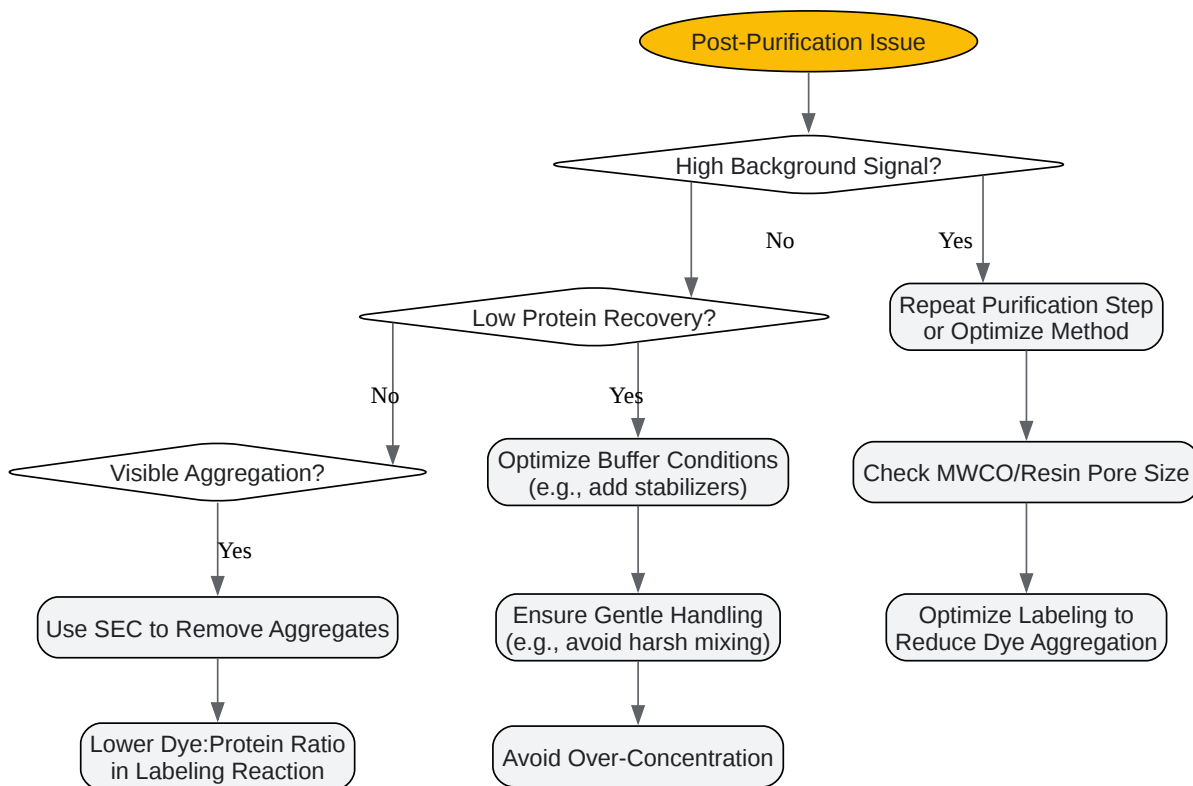 Post-Purification Issue
High Background Signal?
No
Yes
Low Protein Recovery?
Repeat Purification Step
or Optimize Method
No
Yes
Visible Aggregation?
Optimize Buffer Conditions
(e.g., add stabilizers)
Check MWCO/Resin Pore Size
Yes
Use SEC to Remove Aggregates
Ensure Gentle Handling
(e.g., avoid harsh mixing)
Optimize Labeling to
Reduce Dye Aggregation
Lower Dye:Protein Ratio
in Labeling Reaction
Avoid Over-Concentration